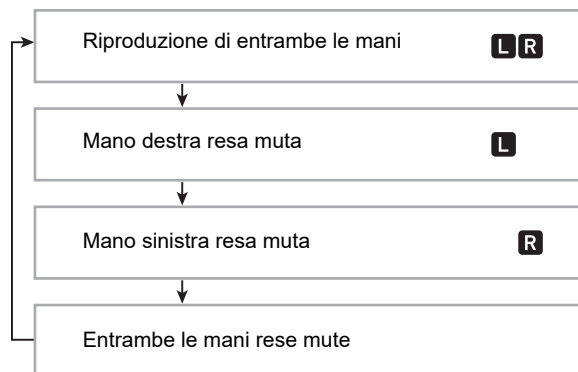 Riproduzione di entrambe le mani L R
Mano destra resa muta L
Mano sinistra resa muta R
Entrambe le mani rese mute